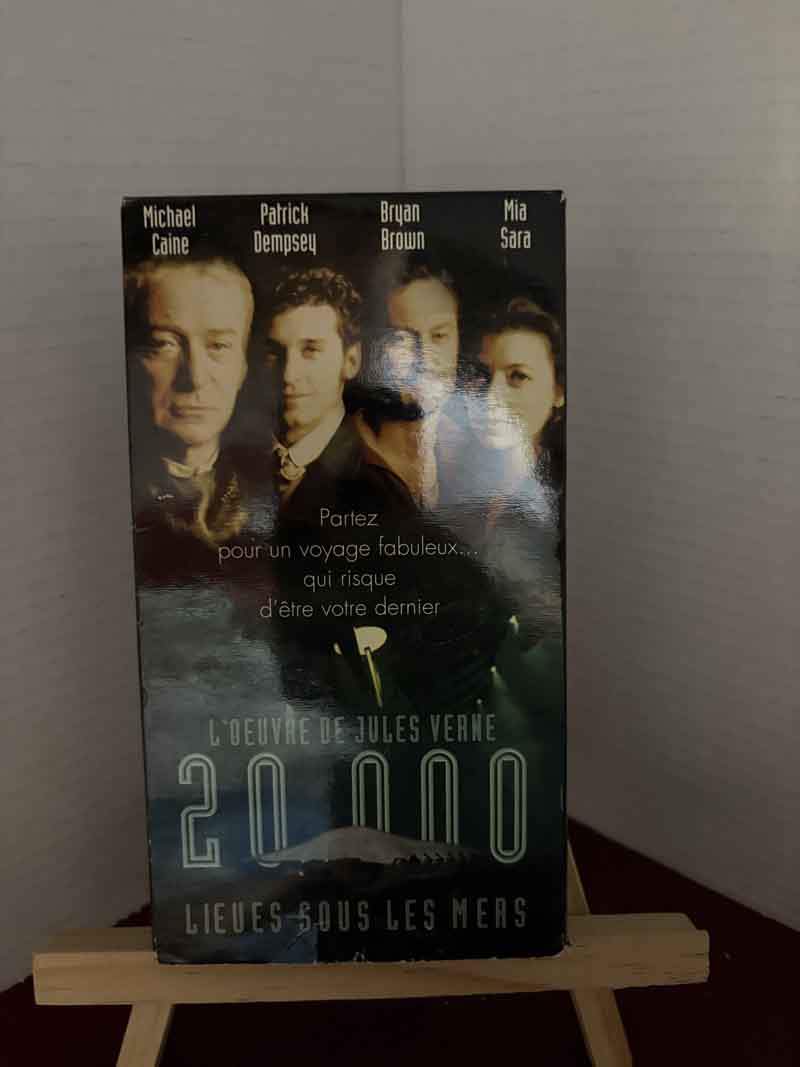 Michael Caine
Patrick Dempsey
Bryan Brown
Mia Sara
Partez
pour un voyage fabuleux...
qui risque
d'être votre dernier
L'OEUVRE DE JULES VERNE
20 000
LIEUES SOUS LES MERS